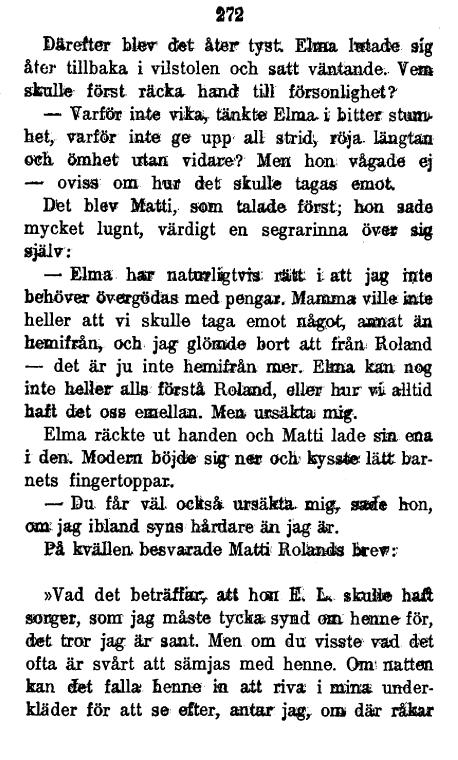 272
Därefter blev det åter tyst. Elma lutade sig
åter tillbaka i vilstolen och satt väntande. Vem
skulle först räcka hand till försonlighet?
— Varför inte vika, tänkte Elma i bitter stum-
het, varför inte ge upp all strid, röja längtan
och ömhet utan vidare? Men hon vågade ej
— oviss om hur det skulle tagas emot.
Det blev Matti, som talade först; hon sade
mycket lugnt, värdigt en segrarinna över sig
själv:
— Elma har naturligtvis rätt i att jag inte
behöver övergödas med pengar. Mamma ville inte
heller att vi skulle taga emot något, annat än
hemifrån, och jag glömde bort att från Roland
— det är ju inte hemifrån mer. Elma kan nog
inte heller alls förstå Roland, eller hur vi alltid
haft det oss emellan. Men ursäkta mig.
Elma räckte ut handen och Matti lade sin ena
i den. Modern böjde sig ner och kysste lätt bar-
nets fingertoppar.
— Du får väl också ursäkta mig, sade hon,
om jag ibland syns hårdare än jag är.
På kvällen besvarade Matti Rolands brev:
»Vad det beträffar, att hon E. L. skulle haft
sorger, som jag måste tycka synd om henne för,
det tror jag är sant. Men om du visste vad det
ofta är svårt att sämjas med henne. Om natten
kan det falla henne in att riva i mina under-
kläder för att se efter, antar jag, om där råkar